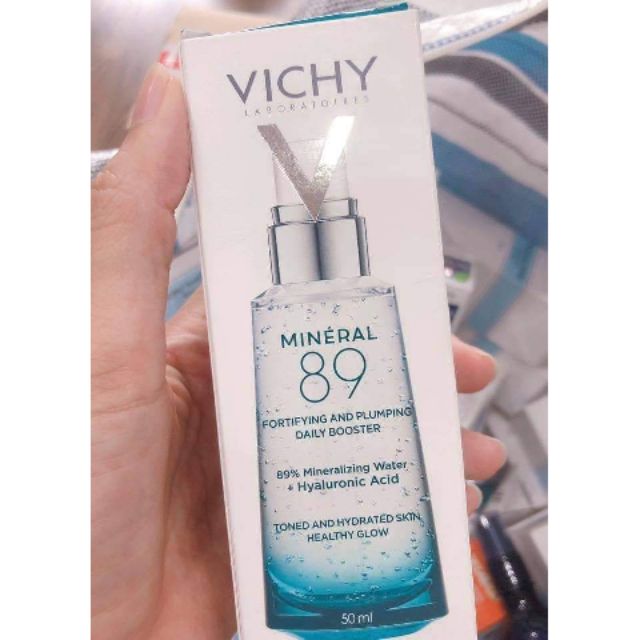 VICHY
LABORATOIRES
MINÉRAL
89
FORTIFYING AND PLUMPING
DAILY BOOSTER
89% Mineralizing Water
+ Hyaluronic Acid
TONED AND HYDRATED SKIN
HEALTHY GLOW
50 ml